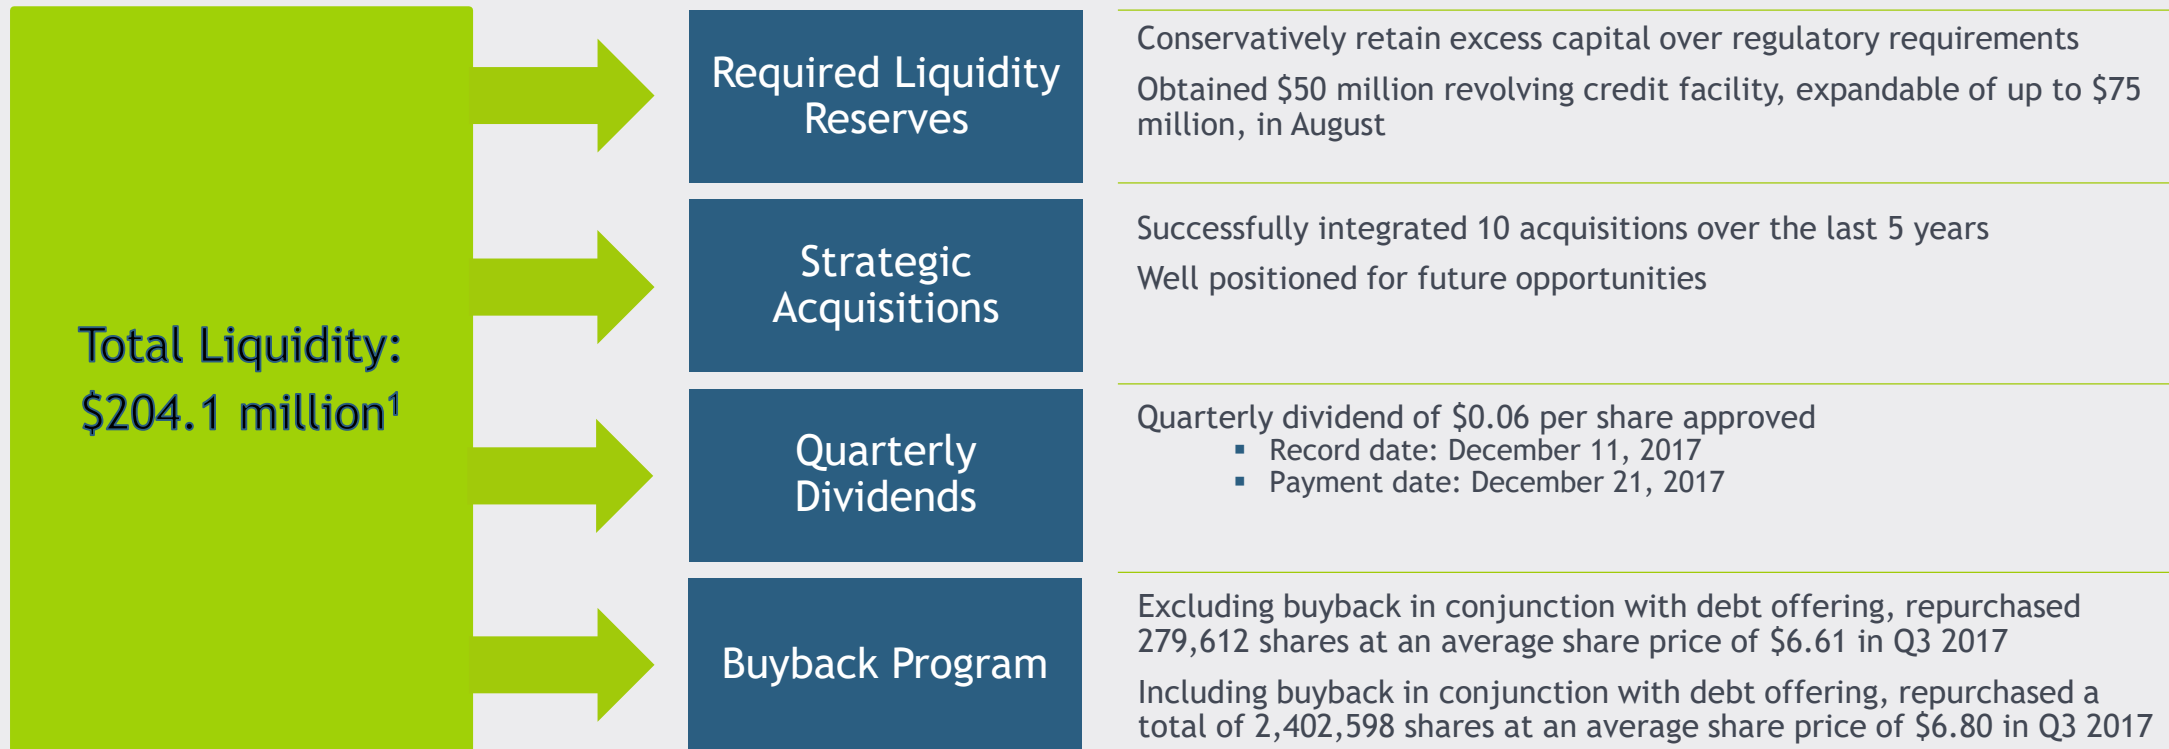 Total Liquidity:
$204.1 million¹
Required Liquidity
Reserves
Conservatively retain excess capital over regulatory requirements
Obtained $50 million revolving credit facility, expandable of up to $75
million, in August
Strategic
Acquisitions
Successfully integrated 10 acquisitions over the last 5 years
Well positioned for future opportunities
Quarterly
Dividends
Quarterly dividend of $0.06 per share approved
▪ Record date: December 11, 2017
▪ Payment date: December 21, 2017
Buyback Program
Excluding buyback in conjunction with debt offering, repurchased
279,612 shares at an average share price of $6.61 in Q3 2017
Including buyback in conjunction with debt offering, repurchased a
total of 2,402,598 shares at an average share price of $6.80 in Q3 2017